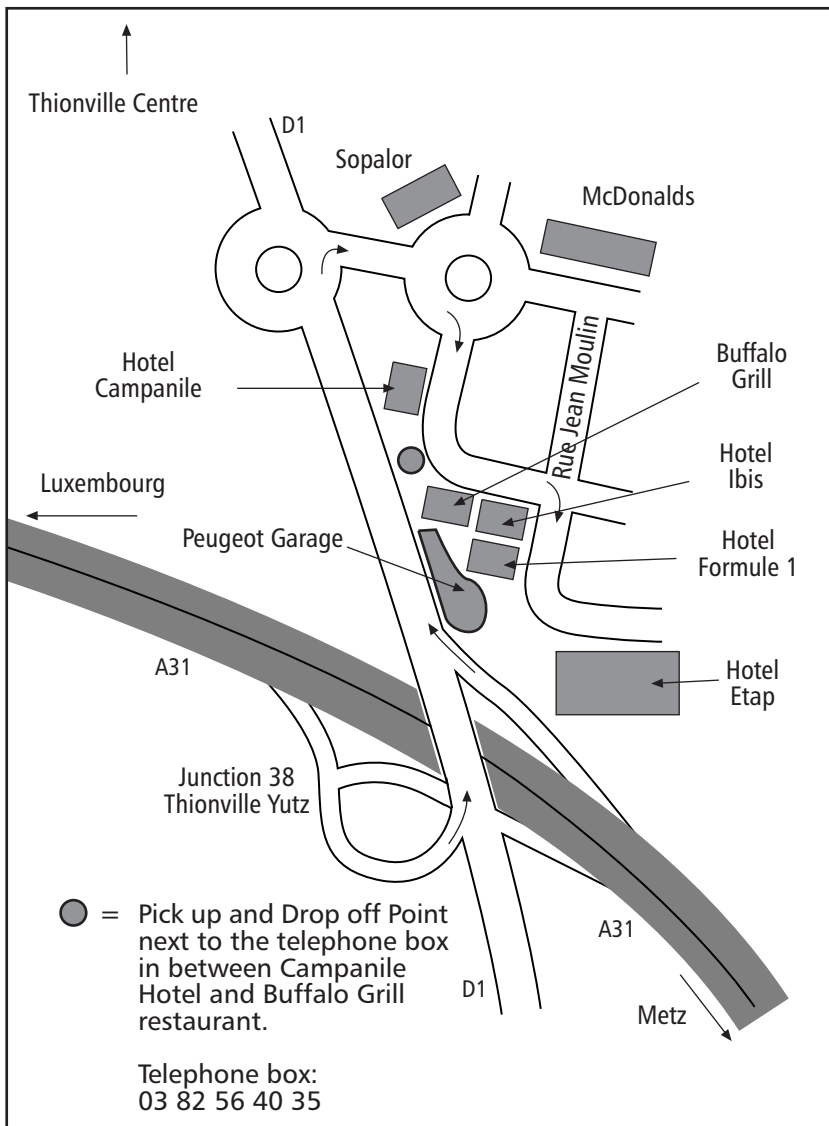 Thionville Centre
D1
Sopalor
McDonalds
Hotel
Campanile
Rue Jean Moulin
Buffalo
Grill
Hotel
Ibis
Luxembourg
Peugeot Garage
Hotel
Formule 1
A31
Hotel
Etap
Junction 38
Thionville Yutz
= Pick up and Drop off Point
next to the telephone box
in between Campanile
Hotel and Buffalo Grill
restaurant.
Telephone box:
03 82 56 40 35
D1
A31
Metz